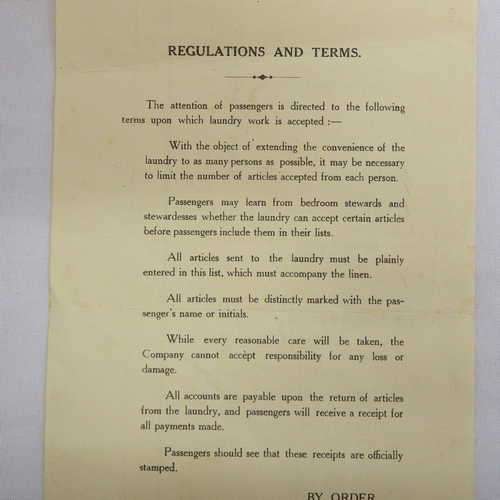 REGULATIONS AND TERMS.
The attention of passengers is directed to the following
terms upon which laundry work is accepted :—
With the object of extending the convenience of the
laundry to as many persons as possible, it may be necessary
to limit the number of articles accepted from each person.
Passengers may learn from bedroom stewards and
stewardesses whether the laundry can accept certain articles
before passengers include them in their lists.
All articles sent to the laundry must be plainly
entered in this list, which must accompany the linen.
All articles must be distinctly marked with the pas-
senger's name or initials.
While every reasonable care will be taken, the
Company cannot accept responsibility for any loss or
damage.
All accounts are payable upon the return of articles
from the laundry, and passengers will receive a receipt for
all payments made.
Passengers should see that these receipts are officially
stamped.
BY ORDER